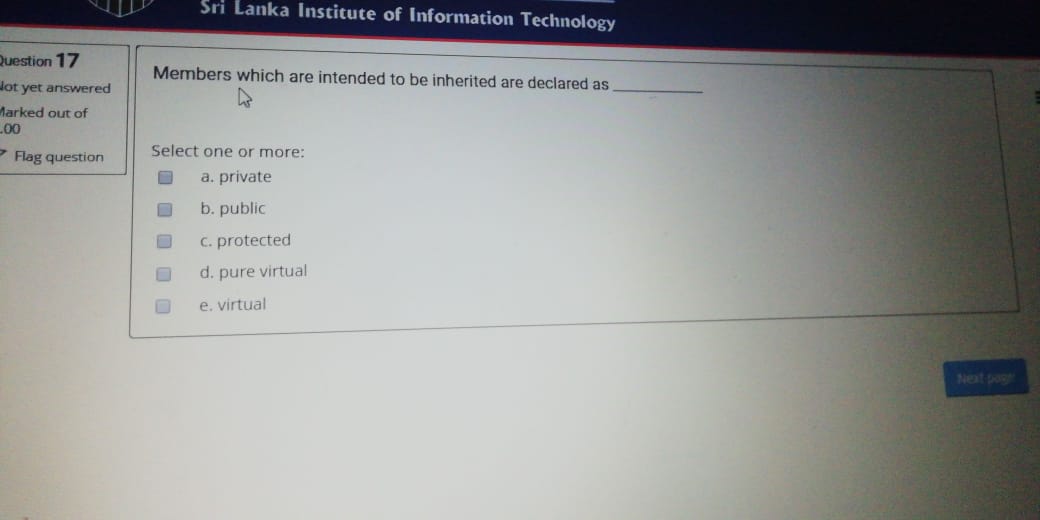 Sri Lanka Institute of Information Technology
Question 17
Not yet answered
Marked out of
.00
Flag question
Members which are intended to be inherited are declared as __________
Select one or more:
a. private
b. public
c. protected
d. pure virtual
e. virtual
Next page